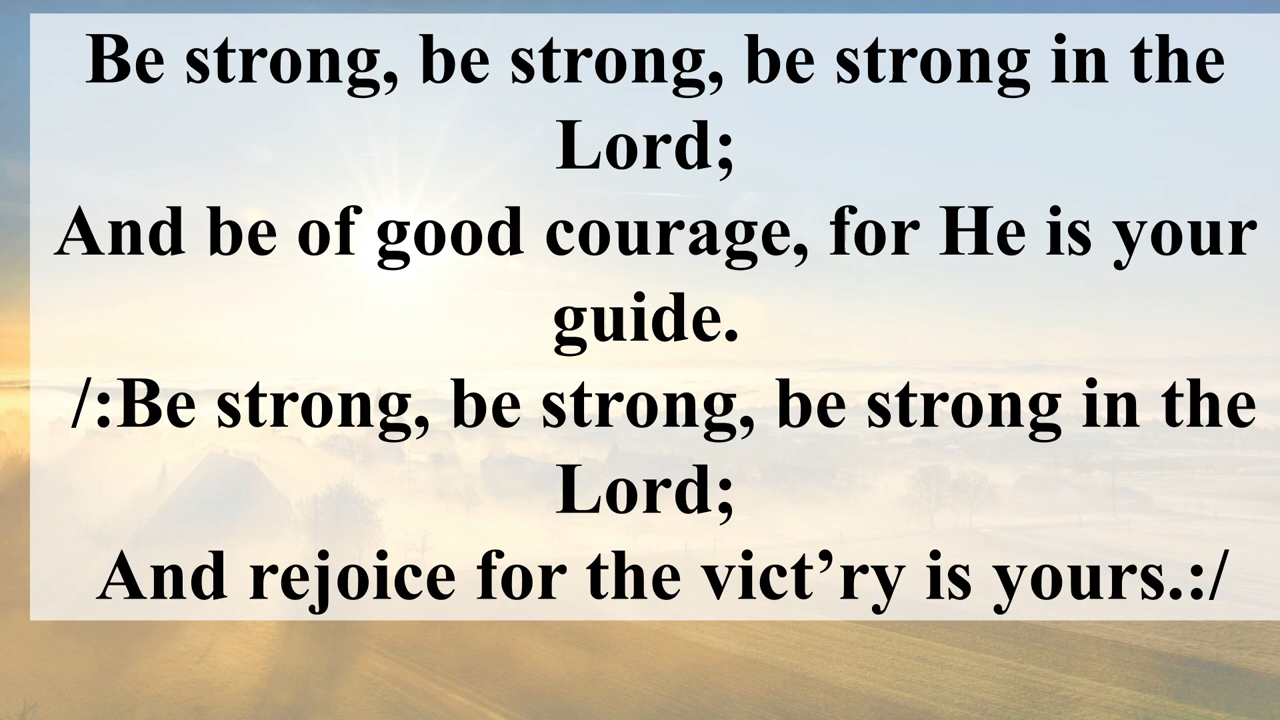 Be strong, be strong, be strong in the
Lord;
And be of good courage, for He is your
guide.
/:Be strong, be strong, be strong in the
Lord;
And rejoice for the vict’ry is yours.:/